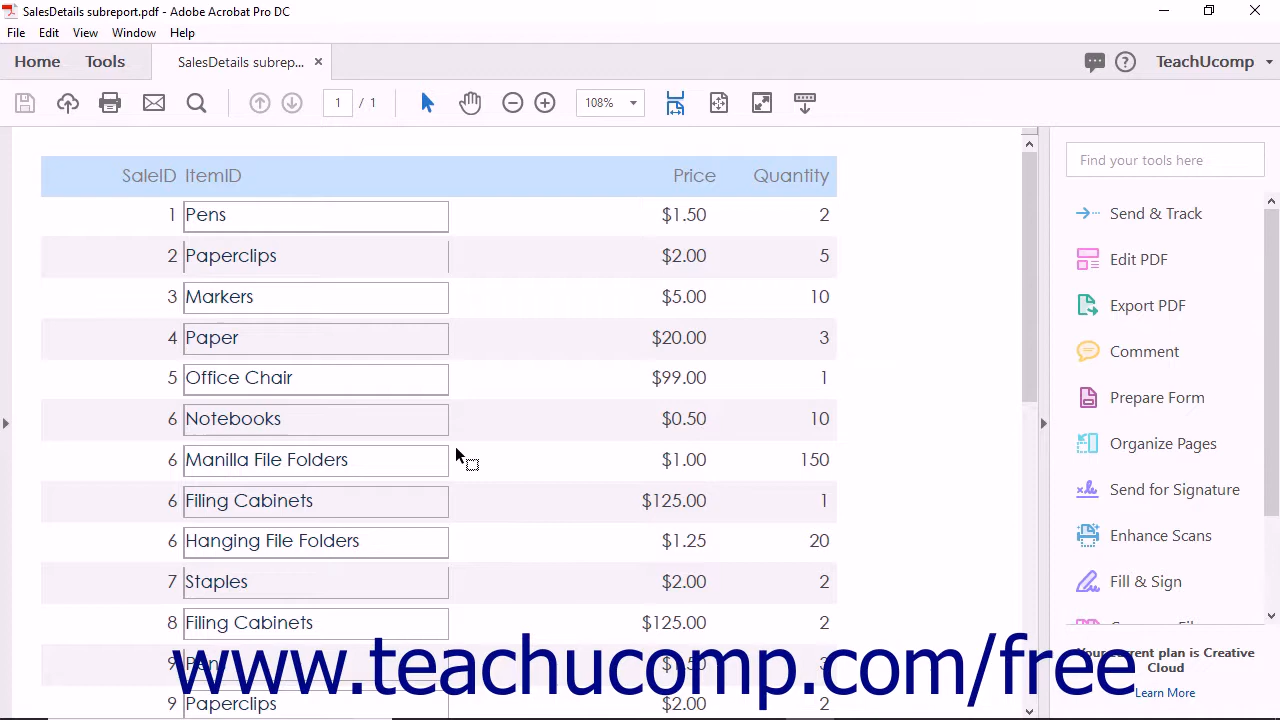 SalesDetails subreport.pdf - Adobe Acrobat Pro DC
File Edit View Window Help
Home Tools SalesDetails subrep... × TeachUcomp
1 / 1 108%
Find your tools here
SaleID ItemID Price Quantity
1 Pens $1.50 2
2 Paperclips $2.00 5
3 Markers $5.00 10
4 Paper $20.00 3
5 Office Chair $99.00 1
6 Notebooks $0.50 10
6 Manilla File Folders $1.00 150
6 Filing Cabinets $125.00 1
6 Hanging File Folders $1.25 20
7 Staples $2.00 2
8 Filing Cabinets $125.00 2
9 Pens
9 Paperclips $2.00 2
Send & Track
Edit PDF
Export PDF
Comment
Prepare Form
Organize Pages
Send for Signature
Enhance Scans
Fill & Sign
Your current plan is Creative
Cloud
Learn More
www.teachucomp.com/free